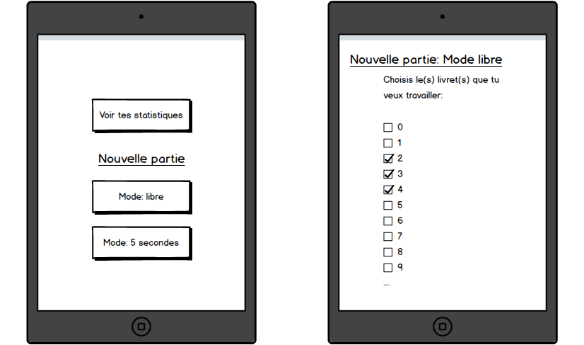 Voir tes statistiques
Nouvelle partie
Mode: libre
Mode: 5 secondes
Nouvelle partie: Mode libre
Choisis le(s) livret(s) que tu
veux travailler:
0
1
2
3
4
5
6
7
8
9
...